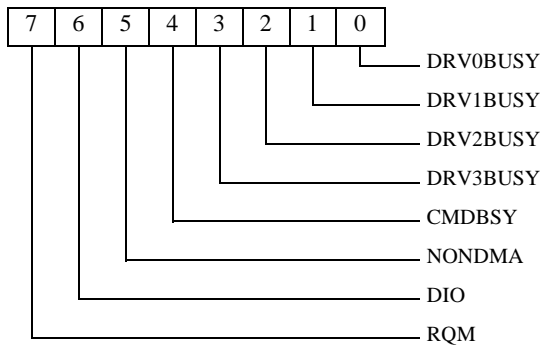 7 6 5 4 3 2 1 0
DRV0BUSY
DRV1BUSY
DRV2BUSY
DRV3BUSY
CMDBSY
NONDMA
DIO
RQM